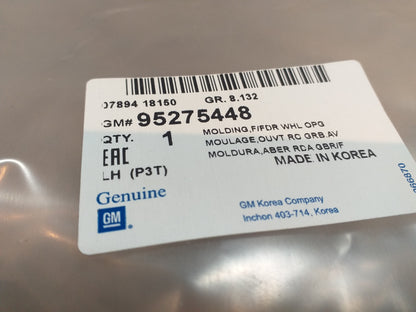 07894 18150 GR. 8.132
GM# 95275448
QTY. 1 MOLDING,F/FDR WHL OPG
MOULAGE,OUVT RC GRB.AV
EAC MOLDURA,ABER RDA GBR/F
LH (P3T) MADE IN KOREA
Genuine
GM
GM Korea Company
Inchon 403-714, Korea